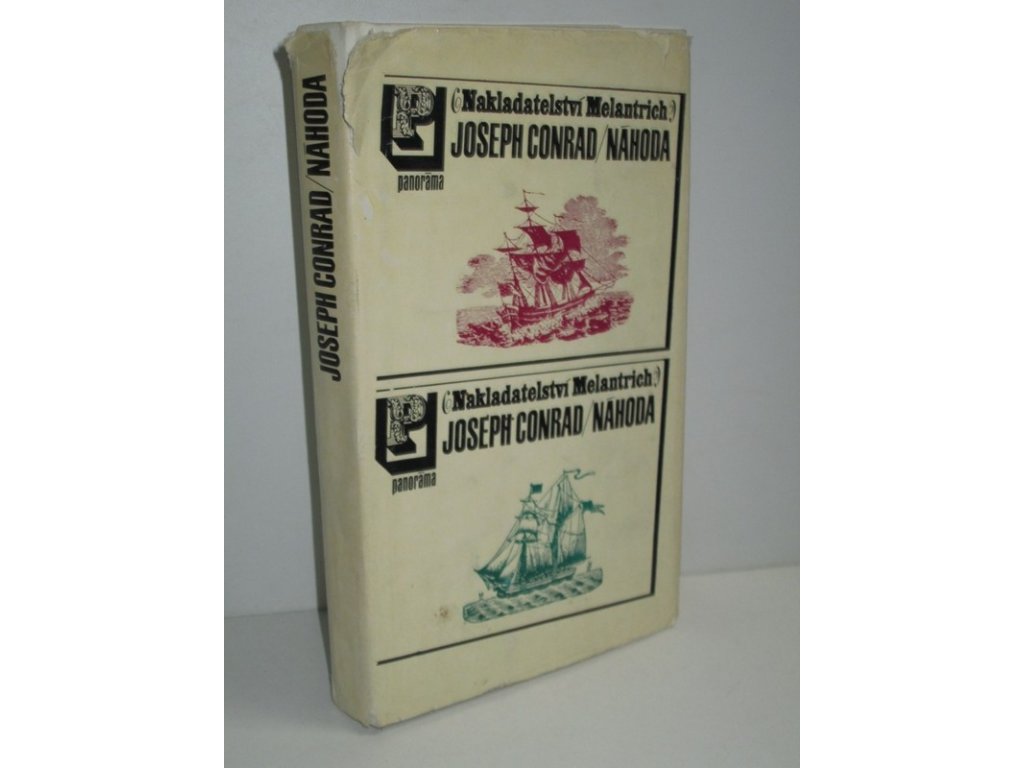 JOSEPH CONRAD/NÁHODA
P
(Nakladatelství Melantrich)
JOSEPH CONRAD/NÁHODA
panoráma
P
(Nakladatelství Melantrich)
JOSEPH CONRAD/NÁHODA
panoráma